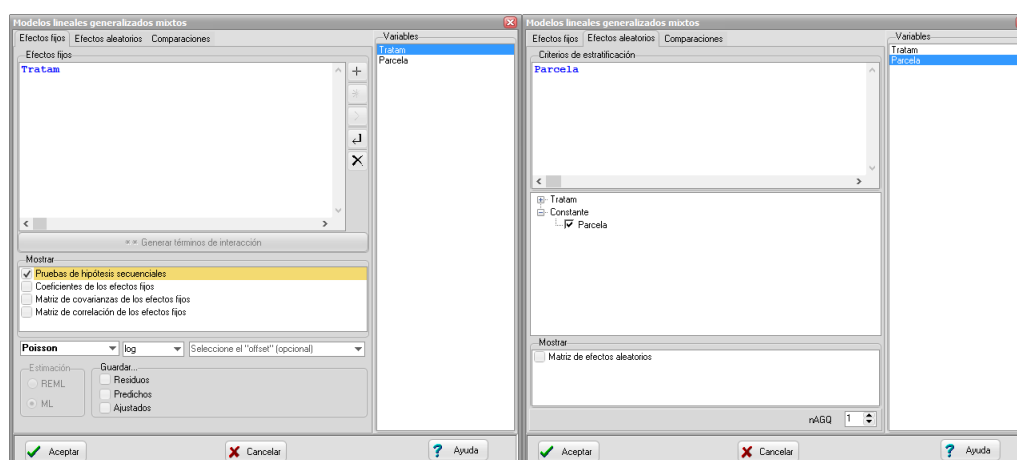 Modelos lineales generalizados mixtos
Efectos fijos Efectos aleatorios Comparaciones
Efectos fijos
Tratam
Generar términos de interacción
Mostrar
Pruebas de hipótesis secuenciales
Coeficientes de los efectos fijos
Matriz de covarianzas de los efectos fijos
Matriz de correlación de los efectos fijos
Poisson log Seleccione el "offset" (opcional)
Estimación
REML
ML
Guardar...
Residuos
Predichos
Ajustados
Variables
Tratam
Parcela
Aceptar Cancelar Ayuda
Modelos lineales generalizados mixtos
Efectos fijos Efectos aleatorios Comparaciones
Criterios de estratificación
Parcela
Tratam
Constante
Parcela
Mostrar
Matriz de efectos aleatorios
nAGQ 1
Variables
Tratam
Parcela
Aceptar Cancelar Ayuda